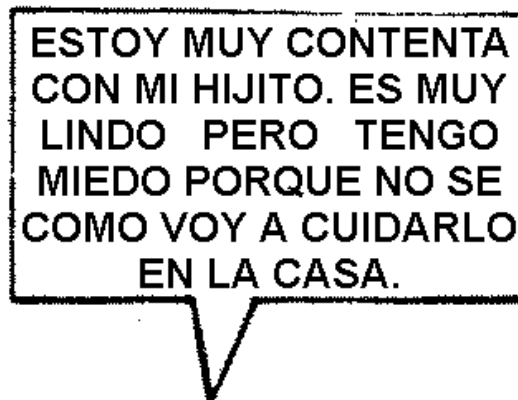 ESTOY MUY CONTENTA
CON MI HIJITO. ES MUY
LINDO PERO TENGO
MIEDO PORQUE NO SE
COMO VOY A CUIDARLO
EN LA CASA.